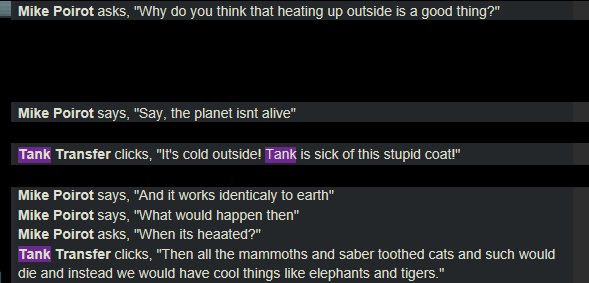 Mike Poirot asks, "Why do you think that heating up outside is a good thing?"
Mike Poirot says, "Say, the planet isnt alive"
Tank Transfer clicks, "It's cold outside! Tank is sick of this stupid coat!"
Mike Poirot says, "And it works identicaly to earth"
Mike Poirot says, "What would happen then"
Mike Poirot asks, "When its heaated?"
Tank Transfer clicks, "Then all the mammoths and saber toothed cats and such would
die and instead we would have cool things like elephants and tigers."